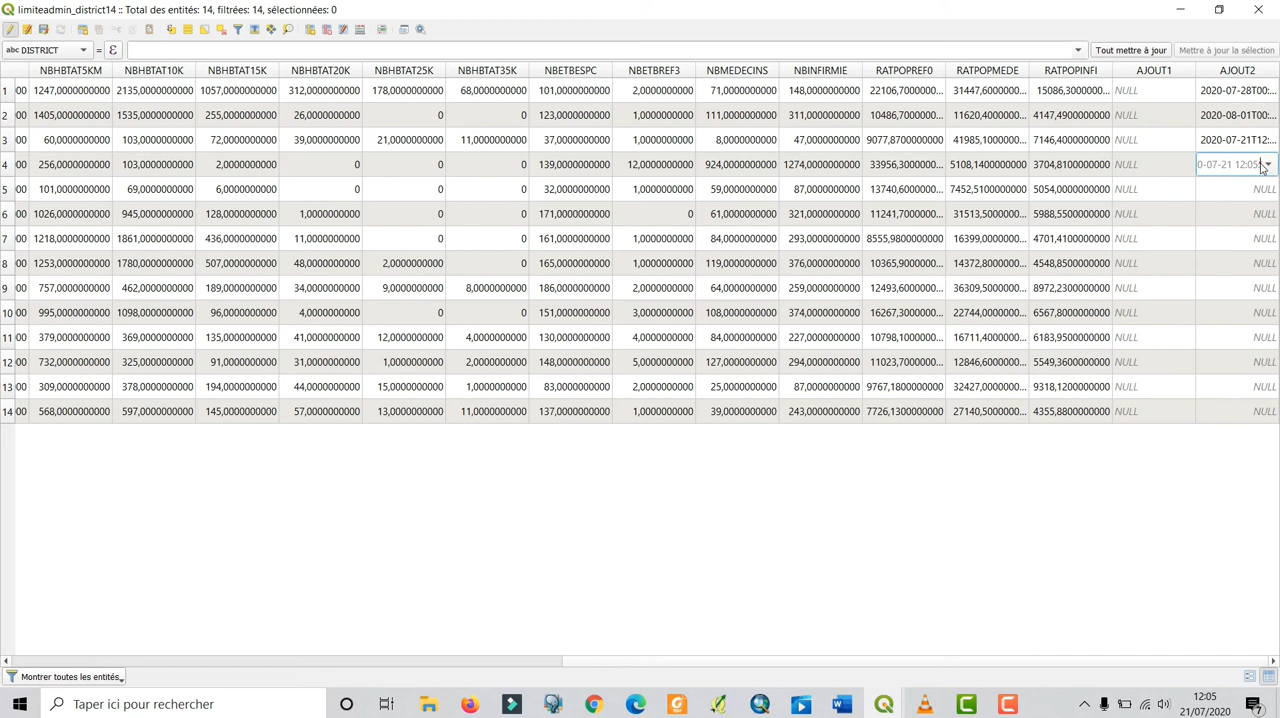 limiteadmin_district14 :: Total des entités: 14, filtrées: 14, sélectionnées: 0
abc DISTRICT = ε Tout mettre à jour Mettre à jour la sélection
NBHBTAT5KM NBHBTAT10K NBHBTAT15K NBHBTAT20K NBHBTAT25K NBHBTAT35K NBETBESPC NBETBREF3 NBMEDECINS NBINFIRMIE RATPOPREF0 RATPOPMEDE RATPOPINFI AJOUT1 AJOUT2
1 00 1247,0000000000 2135,0000000000 1057,0000000000 312,0000000000 178,0000000000 68,0000000000 101,0000000000 2,0000000000 71,0000000000 148,0000000000 22106,7000000... 31447,6000000... 15086,3000000... NULL 2020-07-28T00:...
2 00 1405,0000000000 1535,0000000000 255,0000000000 26,0000000000 0 0 123,0000000000 1,0000000000 111,0000000000 311,0000000000 10486,7000000... 11620,4000000... 4147,4900000000 NULL 2020-08-01T00:...
3 00 60,0000000000 103,0000000000 72,0000000000 39,0000000000 21,0000000000 11,0000000000 37,0000000000 1,0000000000 8,0000000000 47,0000000000 9077,8700000000 41985,1000000... 7146,4000000000 NULL 2020-07-21T12:...
4 00 256,0000000000 103,0000000000 2,0000000000 0 0 0 139,0000000000 12,0000000000 924,0000000000 1274,0000000000 33956,3000000... 5108,1400000000 3704,8100000000 NULL 0-07-21 12:05:
5 00 101,0000000000 69,0000000000 6,0000000000 0 0 0 32,0000000000 1,0000000000 59,0000000000 87,0000000000 13740,6000000... 7452,5100000000 5054,0000000000 NULL NULL
6 00 1026,0000000000 945,0000000000 128,0000000000 1,0000000000 0 0 171,0000000000 0 61,0000000000 321,0000000000 11241,7000000... 31513,5000000... 5988,5500000000 NULL NULL
7 00 1218,0000000000 1861,0000000000 436,0000000000 11,0000000000 0 0 161,0000000000 1,0000000000 84,0000000000 293,0000000000 8555,9800000000 16399,0000000... 4701,4100000000 NULL NULL
8 00 1253,0000000000 1780,0000000000 507,0000000000 48,0000000000 2,0000000000 0 165,0000000000 1,0000000000 119,0000000000 376,0000000000 10365,9000000... 14372,8000000... 4548,8500000000 NULL NULL
9 00 757,0000000000 462,0000000000 189,0000000000 34,0000000000 9,0000000000 8,0000000000 186,0000000000 2,0000000000 64,0000000000 259,0000000000 12493,6000000... 36309,5000000... 8972,2300000000 NULL NULL
10 00 995,0000000000 1098,0000000000 96,0000000000 4,0000000000 0 0 151,0000000000 3,0000000000 108,0000000000 374,0000000000 16267,3000000... 22744,0000000... 6567,8000000000 NULL NULL
11 00 379,0000000000 369,0000000000 135,0000000000 41,0000000000 12,0000000000 4,0000000000 130,0000000000 4,0000000000 84,0000000000 227,0000000000 10798,1000000... 16711,4000000... 6183,9500000000 NULL NULL
12 00 732,0000000000 325,0000000000 91,0000000000 31,0000000000 1,0000000000 2,0000000000 148,0000000000 5,0000000000 127,0000000000 294,0000000000 11023,7000000... 12846,6000000... 5549,3600000000 NULL NULL
13 00 309,0000000000 378,0000000000 194,0000000000 44,0000000000 15,0000000000 1,0000000000 83,0000000000 2,0000000000 25,0000000000 87,0000000000 9767,1800000000 32427,0000000... 9318,1200000000 NULL NULL
14 00 568,0000000000 597,0000000000 145,0000000000 57,0000000000 13,0000000000 11,0000000000 137,0000000000 1,0000000000 39,0000000000 243,0000000000 7726,1300000000 27140,5000000... 4355,8800000000 NULL NULL
Montrer toutes les entités
Taper ici pour rechercher
12:05
21/07/2020
7